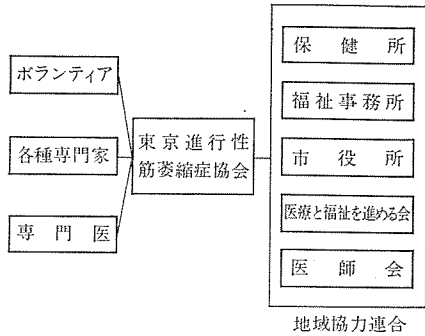 ボランティア
各種専門家
専門医
東京進行性
筋萎縮症協会
保健所
福祉事務所
市役所
医療と福祉を進める会
医師会
地域協力連合